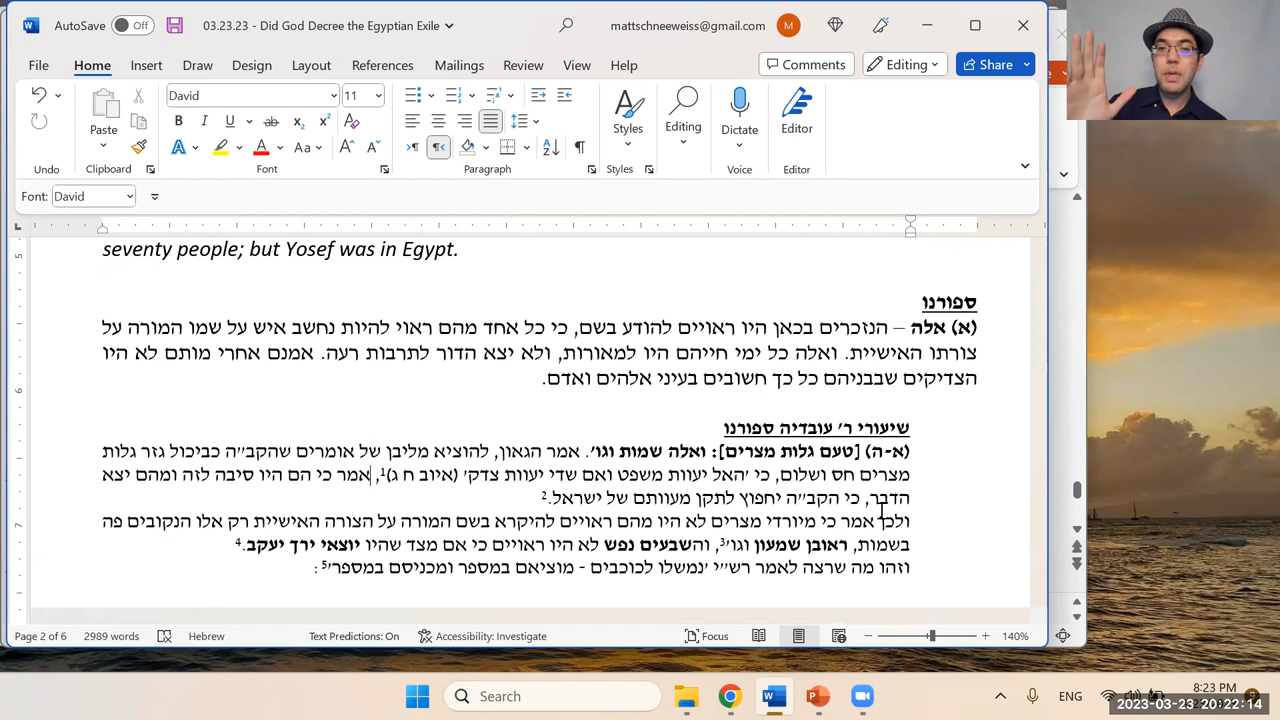 AutoSave
Off
03.23.23 - Did God Decree the Egyptian Exile
mattschneeweiss@gmail.com
M
File
Home
Insert
Draw
Design
Layout
References
Mailings
Review
View
Help
Comments
Editing
Share
Paste
David
Styles
Editing
Dictate
Editor
Undo
Clipboard
Font
Paragraph
Styles
Voice
Editor
Font: David
seventy people; but Yosef was in Egypt.
ספורנו
(א) אלה – הנזכרים בכאן היו ראויים להודע בשם, כי כל אחד מהם ראוי להיות נחשב איש על שמו המורה על
צורתו האישיית. ואלה כל ימי חייהם היו למאורות, ולא יצא הדור לתרבות רעה. אמנם אחרי מותם לא היו
הצדיקים שבבניהם כל כך חשובים בעיני אלהים ואדם.
שיעורי ר׳ עובדיה ספורנו
(א-ה) [טעם גלות מצרים]: ואלה שמות וגו׳. אמר הגאון, להוציא מליבן של אומרים שהקב״ה כביכול גזר גלות
מצרים חס ושלום, כי ׳האל יעוות משפט ואם שדי יעוות צדק׳ (איוב ח ג)1, אמר כי הם היו סיבה לזה ומהם יצא
הדבר, כי הקב״ה יחפוץ לתקן מעוותם של ישראל.2
ולכך אמר כי מיורדי מצרים לא היו מהם ראויים להיקרא בשם המורה על הצורה האישיית רק אלו הנקובים פה
בשמות, ראובן שמעון וגו׳3, והשבעים נפש לא היו ראויים כי אם מצד שהיו יוצאי ירך יעקב.4
וזהו מה שרצה לאמר רש״י ׳נמשלו לכוכבים - מוציאם במספר ומכניסם במספר׳5 :
Page 2 of 6
2989 words
Hebrew
Text Predictions: On
Accessibility: Investigate
Focus
140%
Search
ENG
8:23 PM
2023-03-23 20:22:14